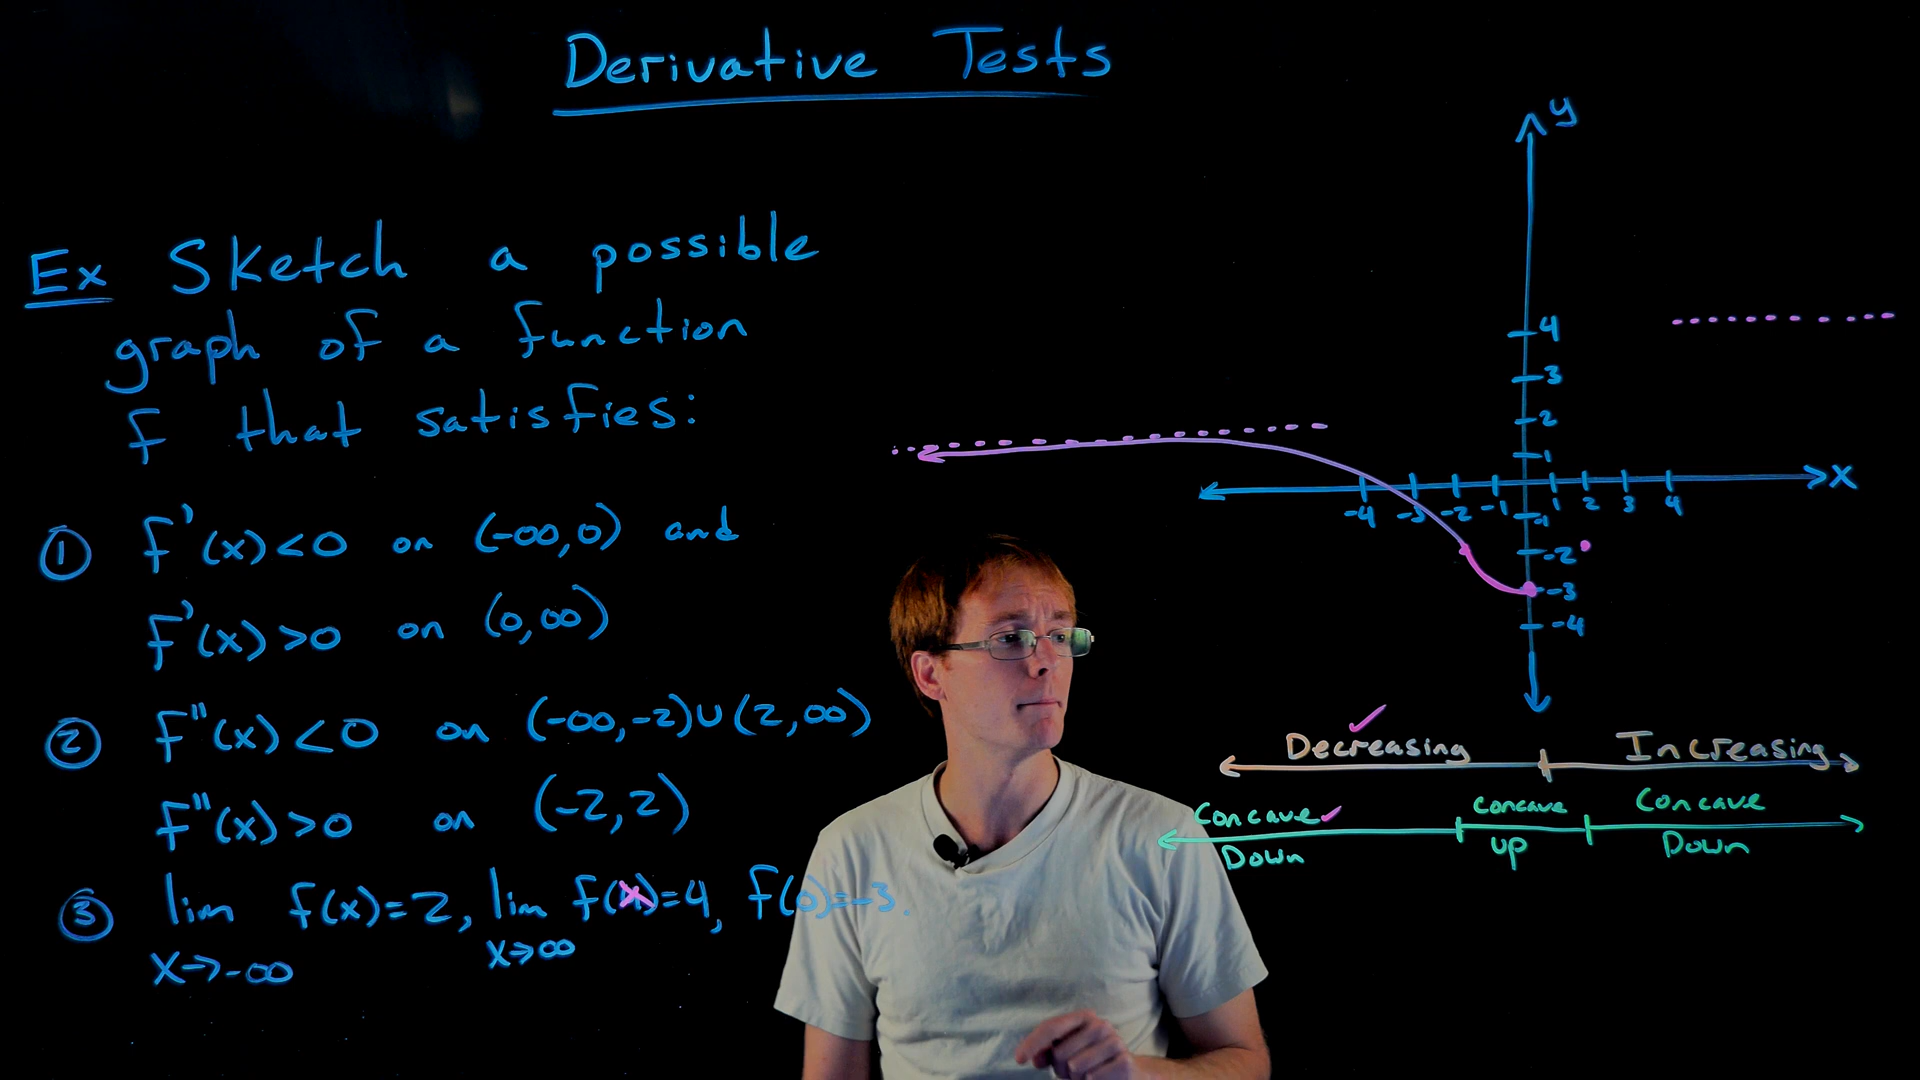 Derivative Tests
Ex Sketch a possible
graph of a function
f that satisfies:
① f'(x)<0 on (-∞,0) and
f'(x)>0 on (0,∞)
② f''(x)<0 on (-∞,-2)∪(2,∞)
f''(x)>0 on (-2,2)
③ lim f(x)=2, lim f(x)=4, f(0)=-3.
x→-∞ x→∞
y
4
3
2
1
x
-4 -3 -2 -1 1 2 3 4
-1
-2
-3
-4
Decreasing Increasing
Concave Concave Concave
Down up Down